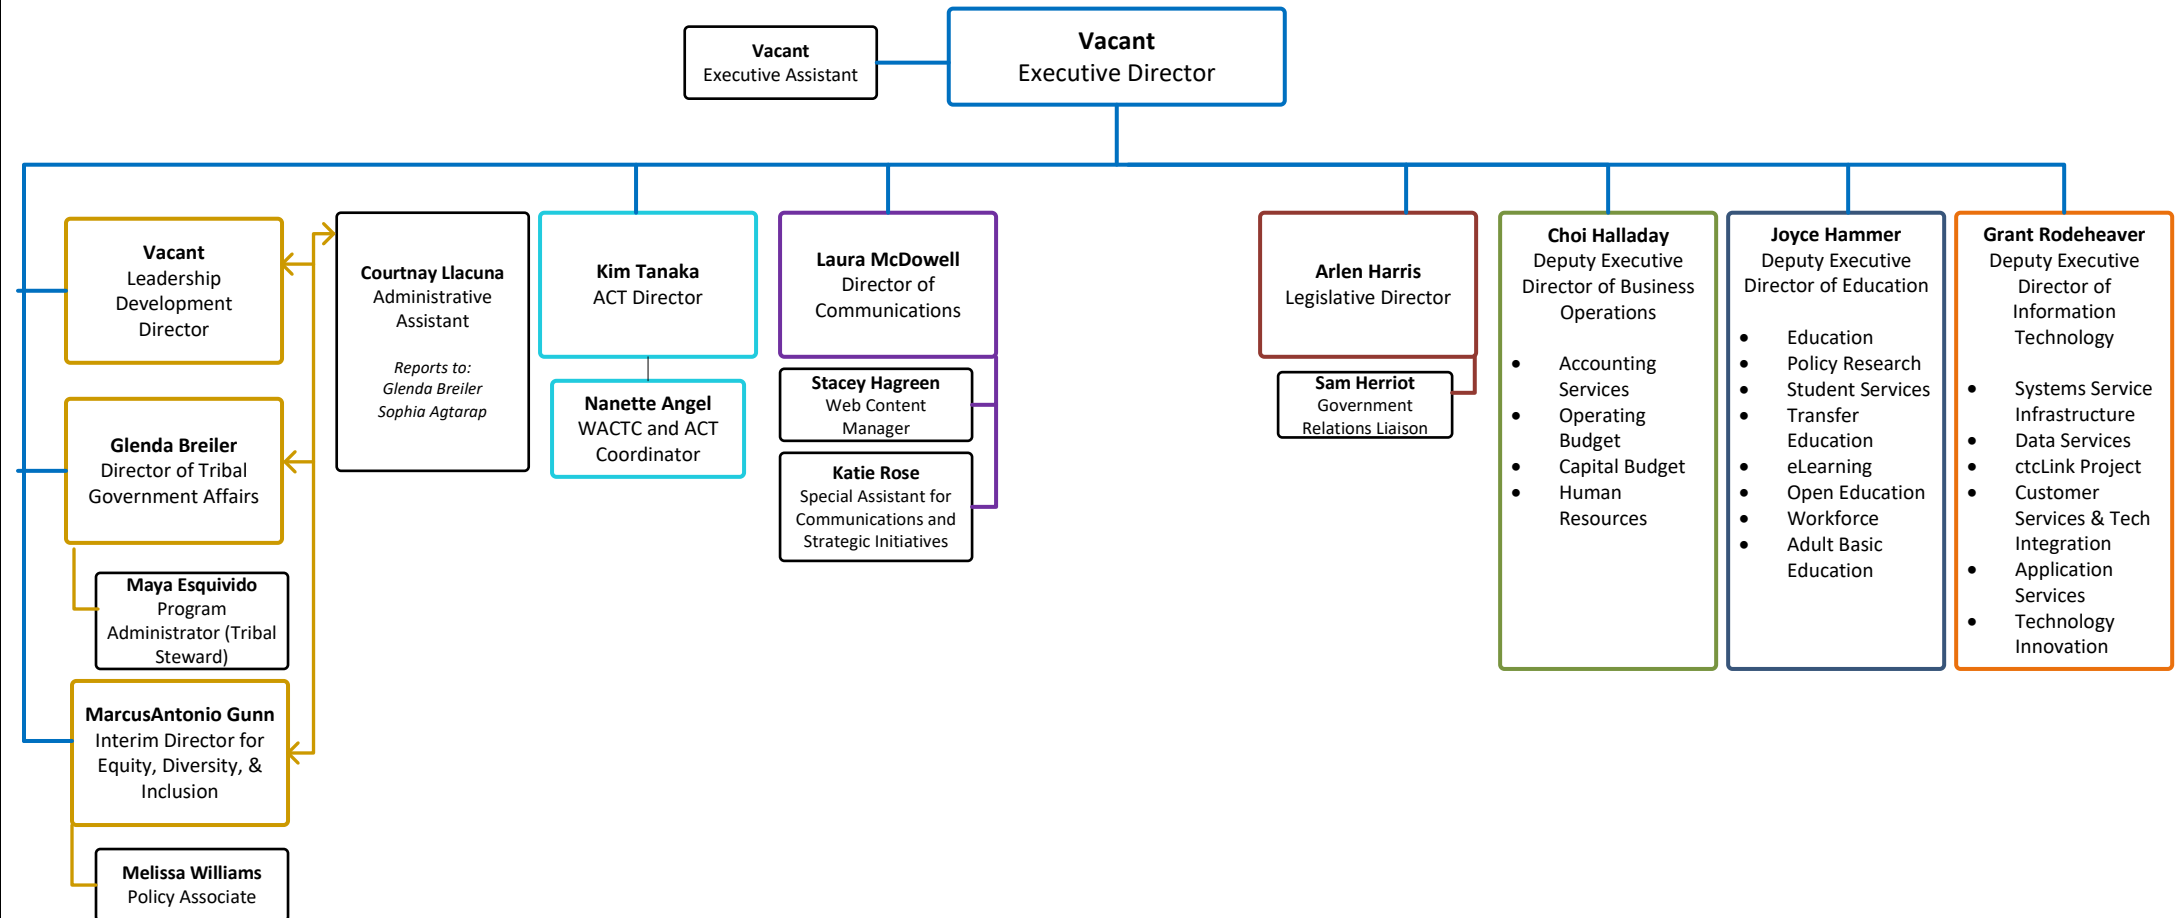 Vacant
Executive Assistant
Vacant
Executive Director
Vacant
Leadership
Development
Director
Glenda Breiler
Director of Tribal
Government Affairs
Maya Esquivido
Program
Administrator (Tribal
Steward)
MarcusAntonio Gunn
Interim Director for
Equity, Diversity, &
Inclusion
Melissa Williams
Policy Associate
Courtnay Llacuna
Administrative
Assistant
Reports to:
Glenda Breiler
Sophia Agtarap
Kim Tanaka
ACT Director
Nanette Angel
WACTC and ACT
Coordinator
Laura McDowell
Director of
Communications
Stacey Hagreen
Web Content
Manager
Katie Rose
Special Assistant for
Communications and
Strategic Initiatives
Arlen Harris
Legislative Director
Sam Herriot
Government
Relations Liaison
Choi Halladay
Deputy Executive
Director of Business
Operations
• Accounting
Services
• Operating
Budget
• Capital Budget
• Human
Resources
Joyce Hammer
Deputy Executive
Director of Education
• Education
• Policy Research
• Student Services
• Transfer
Education
• eLearning
• Open Education
• Workforce
• Adult Basic
Education
Grant Rodeheaver
Deputy Executive
Director of
Information
Technology
• Systems Service
Infrastructure
• Data Services
• ctcLink Project
• Customer
Services & Tech
Integration
• Application
Services
• Technology
Innovation